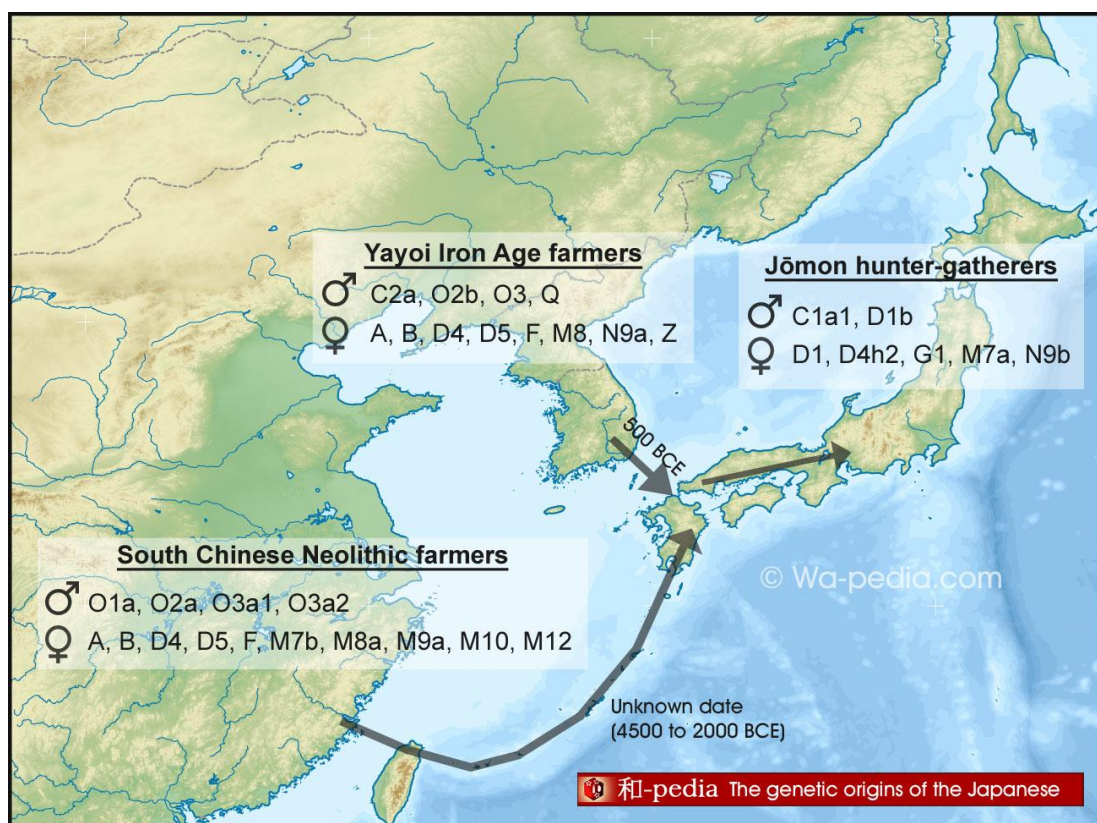 Yayoi Iron Age farmers
♂ C2a, O2b, O3, Q
♀ A, B, D4, D5, F, M8, N9a, Z
Jōmon hunter-gatherers
♂ C1a1, D1b
♀ D1, D4h2, G1, M7a, N9b
500 BCE
South Chinese Neolithic farmers
♂ O1a, O2a, O3a1, O3a2
♀ A, B, D4, D5, F, M7b, M8a, M9a, M10, M12
© Wa-pedia.com
Unknown date
(4500 to 2000 BCE)
和-pedia The genetic origins of the Japanese